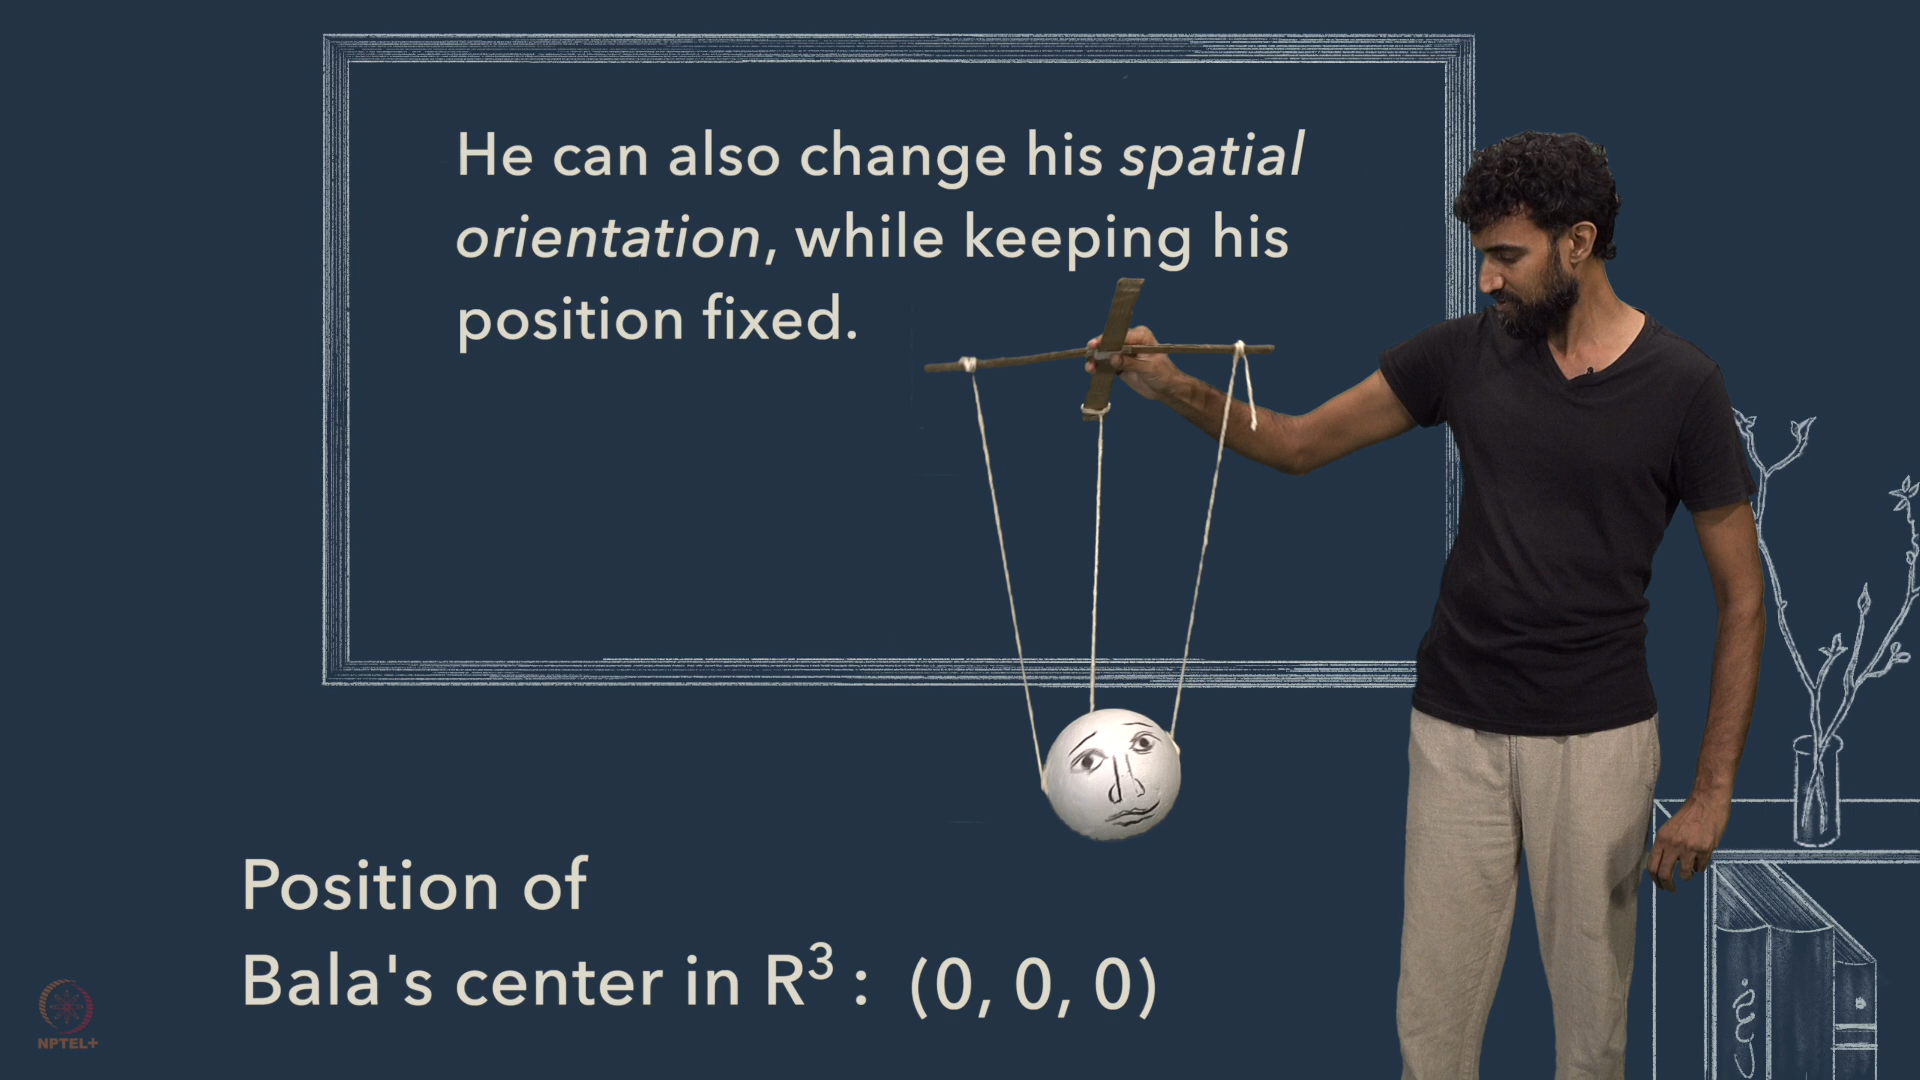 He can also change his spatial
orientation, while keeping his
position fixed.
Position of
Bala's center in R³ : (0, 0, 0)
NPTEL+